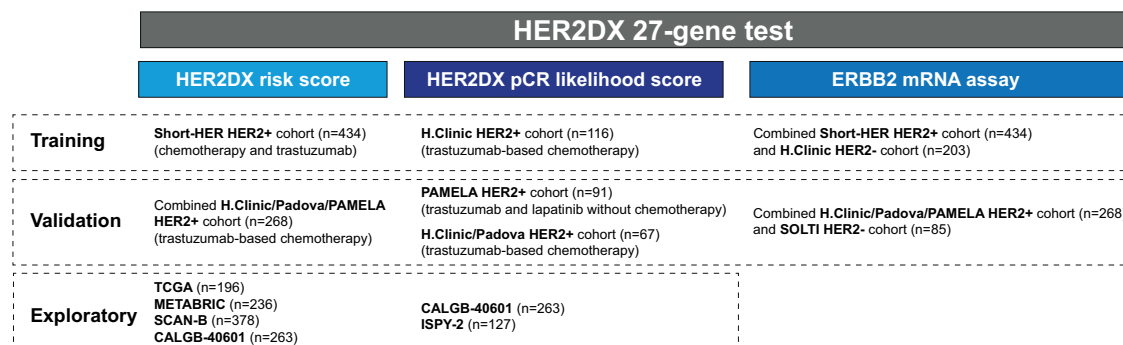 HER2DX 27-gene test
HER2DX risk score
HER2DX pCR likelihood score
ERBB2 mRNA assay
Training
Short-HER HER2+ cohort (n=434)
(chemotherapy and trastuzumab)
H.Clinic HER2+ cohort (n=116)
(trastuzumab-based chemotherapy)
Combined Short-HER HER2+ cohort (n=434)
and H.Clinic HER2- cohort (n=203)
Validation
Combined H.Clinic/Padova/PAMELA
HER2+ cohort (n=268)
(trastuzumab-based chemotherapy)
PAMELA HER2+ cohort (n=91)
(trastuzumab and lapatinib without chemotherapy)
H.Clinic/Padova HER2+ cohort (n=67)
(trastuzumab-based chemotherapy)
Combined H.Clinic/Padova/PAMELA HER2+ cohort (n=268)
and SOLTI HER2- cohort (n=85)
Exploratory
TCGA (n=196)
METABRIC (n=236)
SCAN-B (n=378)
CALGB-40601 (n=263)
CALGB-40601 (n=263)
ISPY-2 (n=127)